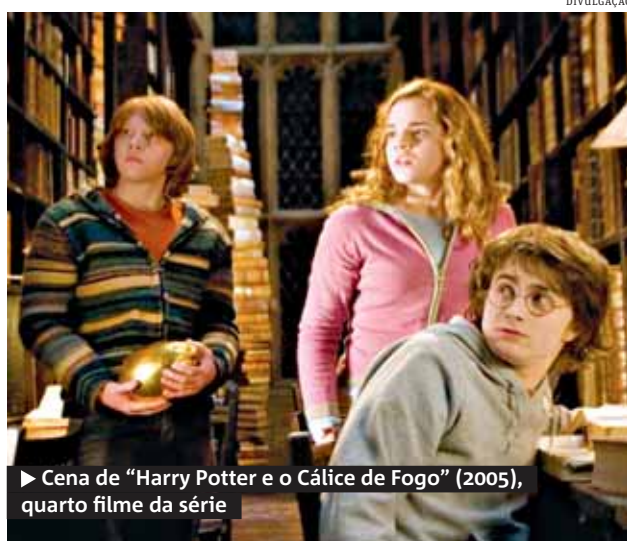 DIVULGAÇÃO
▶ Cena de “Harry Potter e o Cálice de Fogo” (2005),
quarto filme da série